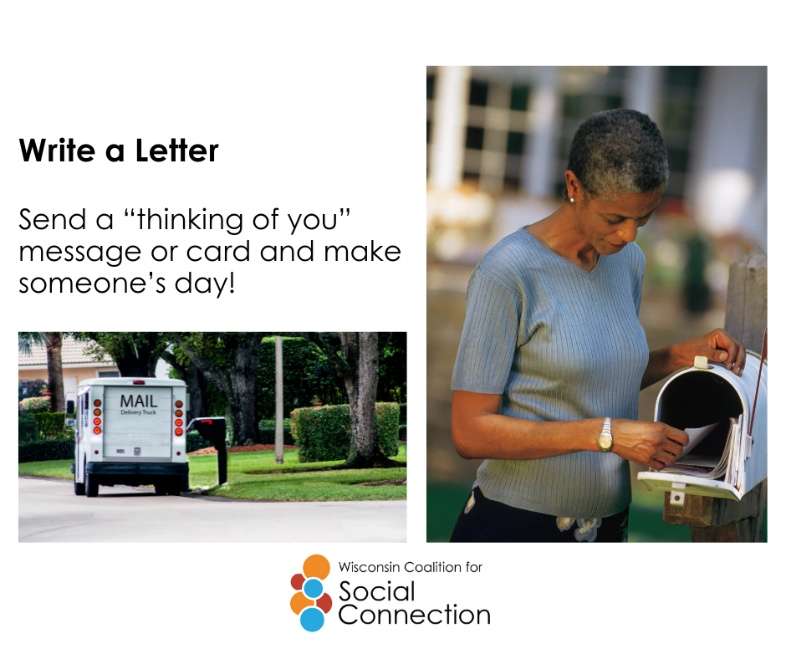 Write a Letter
Send a “thinking of you”
message or card and make
someone’s day!
MAIL
Delivery Truck
Wisconsin Coalition for
Social
Connection